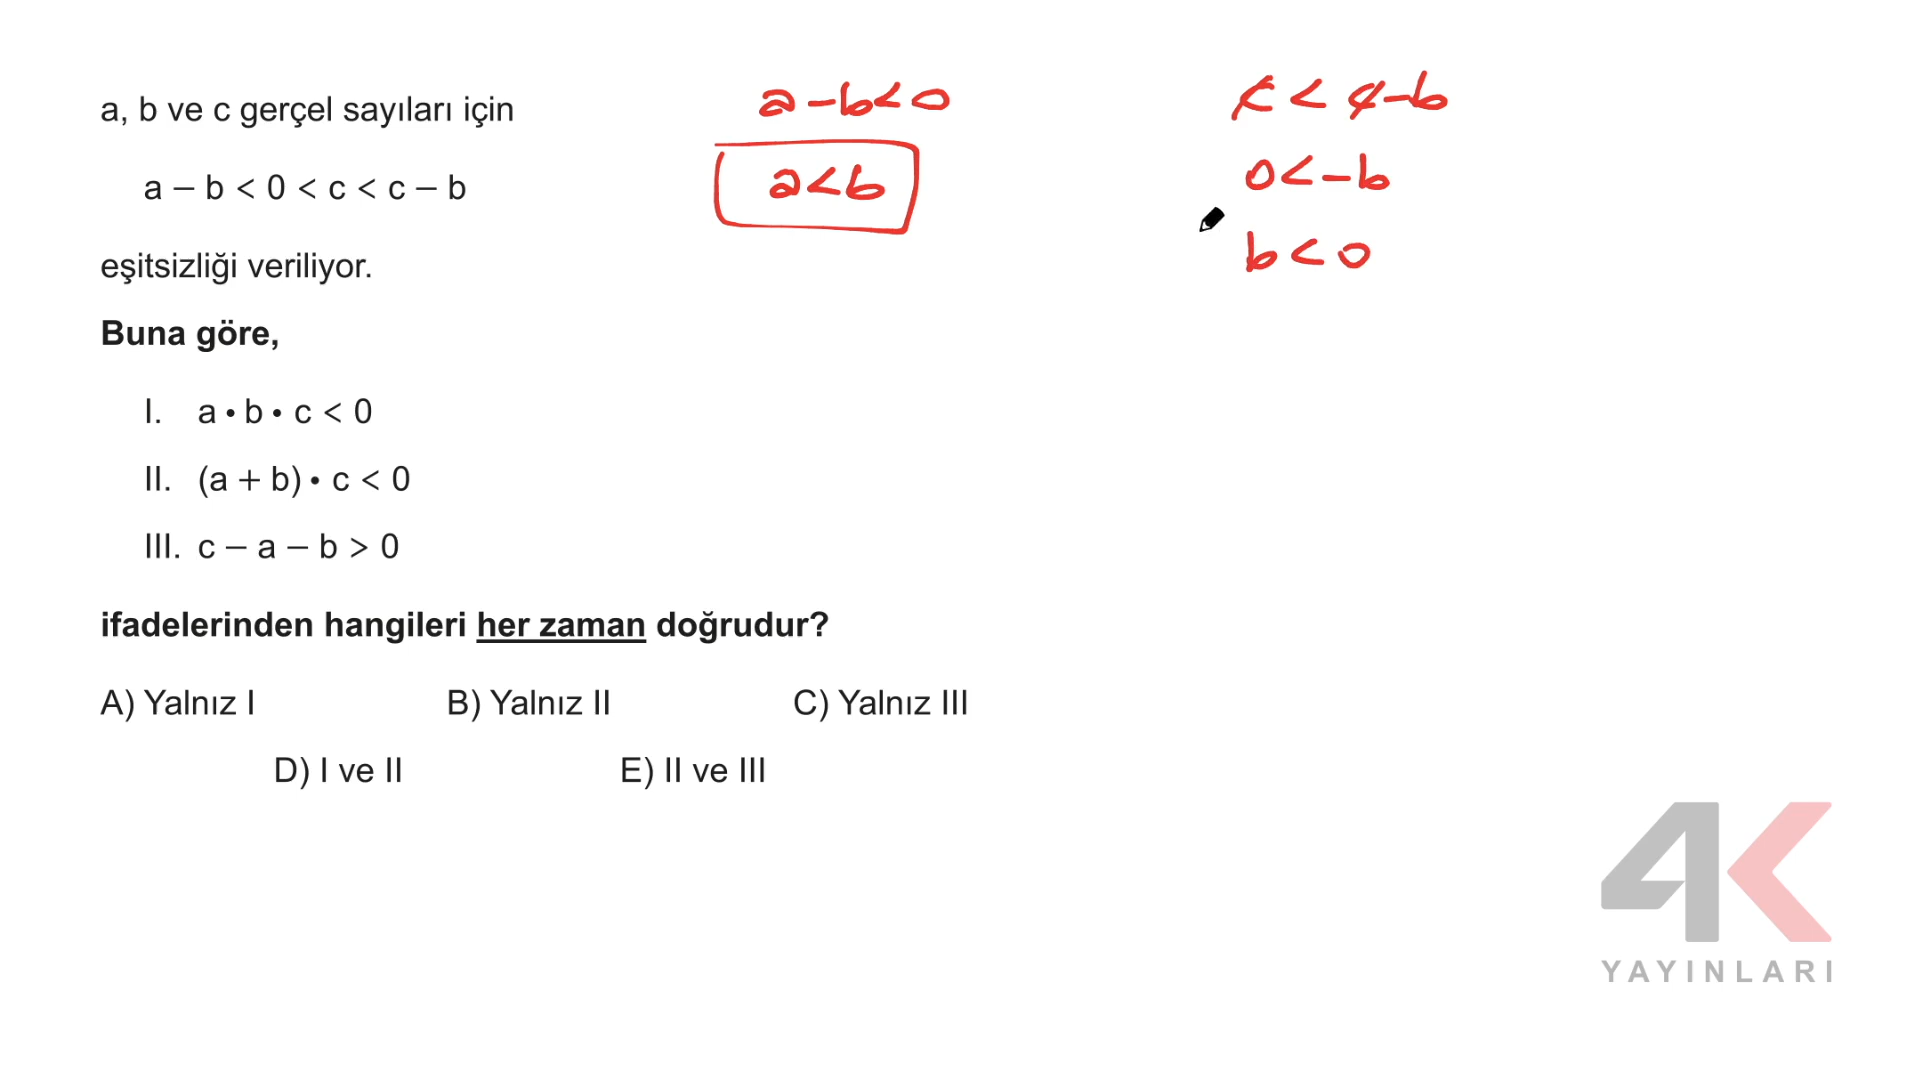 a, b ve c gerçel sayıları için
a – b < 0 < c < c – b
eşitsizliği veriliyor.
Buna göre,
I. a • b • c < 0
II. (a + b) • c < 0
III. c – a – b > 0
ifadelerinden hangileri her zaman doğrudur?
A) Yalnız I B) Yalnız II C) Yalnız III
D) I ve II E) II ve III
a – b < 0
a < b
c < c – b
0 < – b
b < 0
4K
YAYINLARI